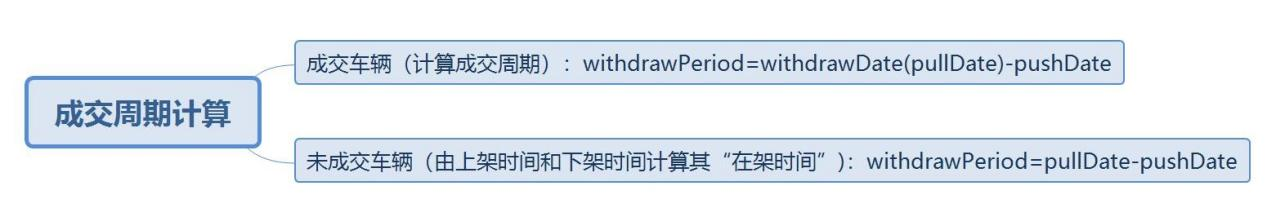 成交车辆（计算成交周期）：withdrawPeriod=withdrawDate(pullDate)-pushDate
成交周期计算
未成交车辆（由上架时间和下架时间计算其“在架时间”）：withdrawPeriod=pullDate-pushDate